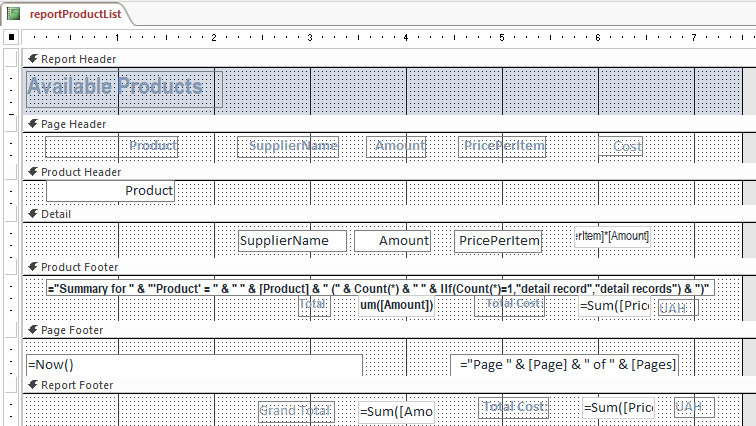 reportProductList
1 2 3 4 5 6 7
Report Header
Available Products
Page Header
Product SupplierName Amount PricePerItem Cost
Product Header
Product
Detail
SupplierName Amount PricePerItem erItem]*[Amount]
Product Footer
="Summary for " & "'Product' = " & " " & [Product] & " (" & Count(*) & " " & IIf(Count(*)=1,"detail record","detail records") & ")"
Total um([Amount]) Total Cost: =Sum([Pric UAH
Page Footer
=Now() ="Page " & [Page] & " of " & [Pages]
Report Footer
Grand Total =Sum([Amo Total Cost: =Sum([Pric UAH